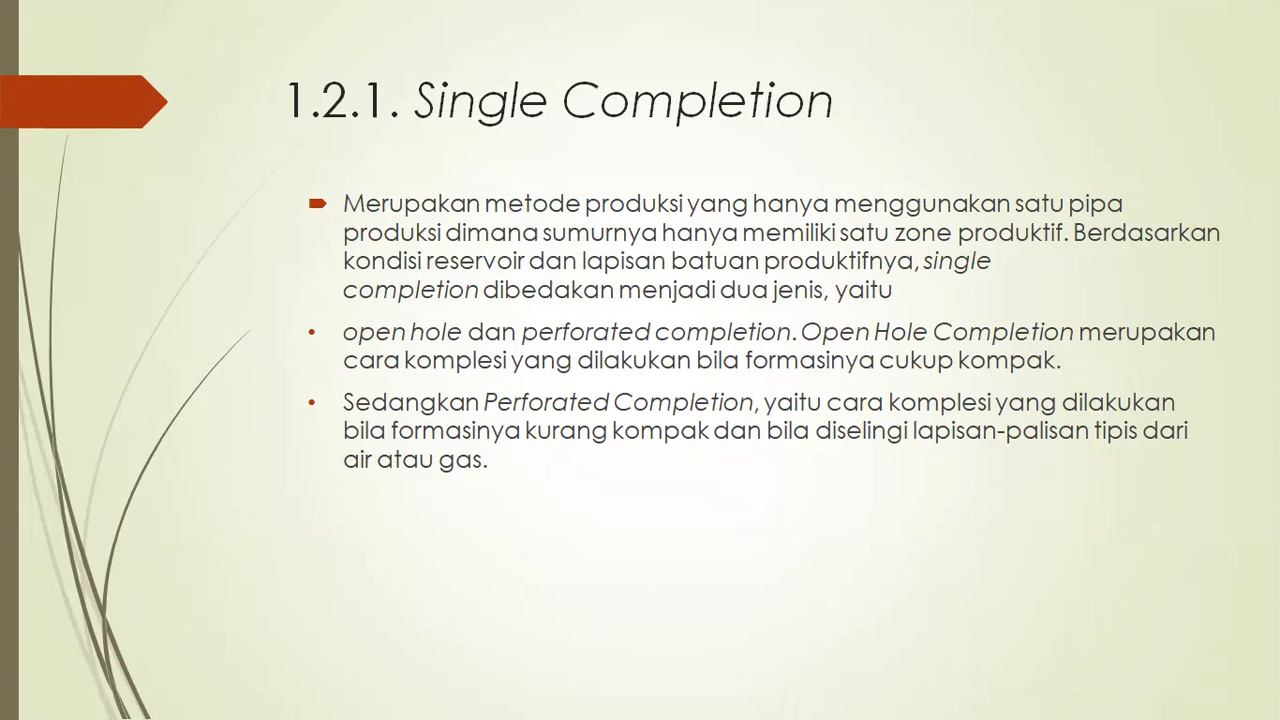 1.2.1. Single Completion
Merupakan metode produksi yang hanya menggunakan satu pipa
produksi dimana sumurnya hanya memiliki satu zone produktif. Berdasarkan
kondisi reservoir dan lapisan batuan produktifnya, single
completion dibedakan menjadi dua jenis, yaitu
open hole dan perforated completion. Open Hole Completion merupakan
cara komplesi yang dilakukan bila formasinya cukup kompak.
Sedangkan Perforated Completion, yaitu cara komplesi yang dilakukan
bila formasinya kurang kompak dan bila diselingi lapisan-palisan tipis dari
air atau gas.